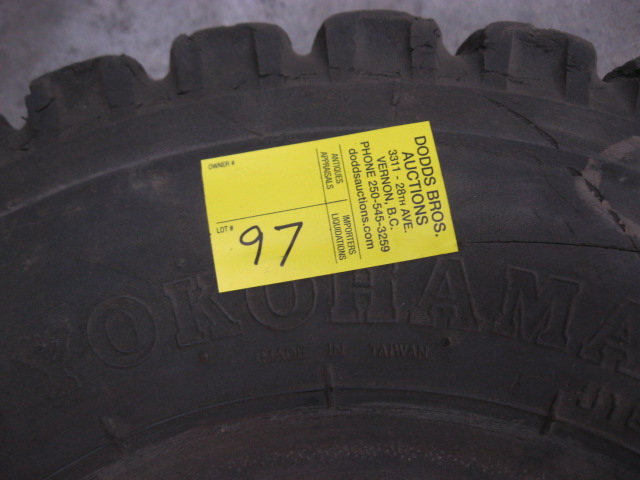 DODDS BROS.
AUCTIONS
3311 - 28TH AVE.
VERNON, B.C.
PHONE 250-545-3259
doddsauctions.com
ANTIQUES
APPRAISALS
IMPORTERS
LIQUIDATIONS
OWNER #
LOT #
97
YOKOHAMA
MADE IN TAIWAN